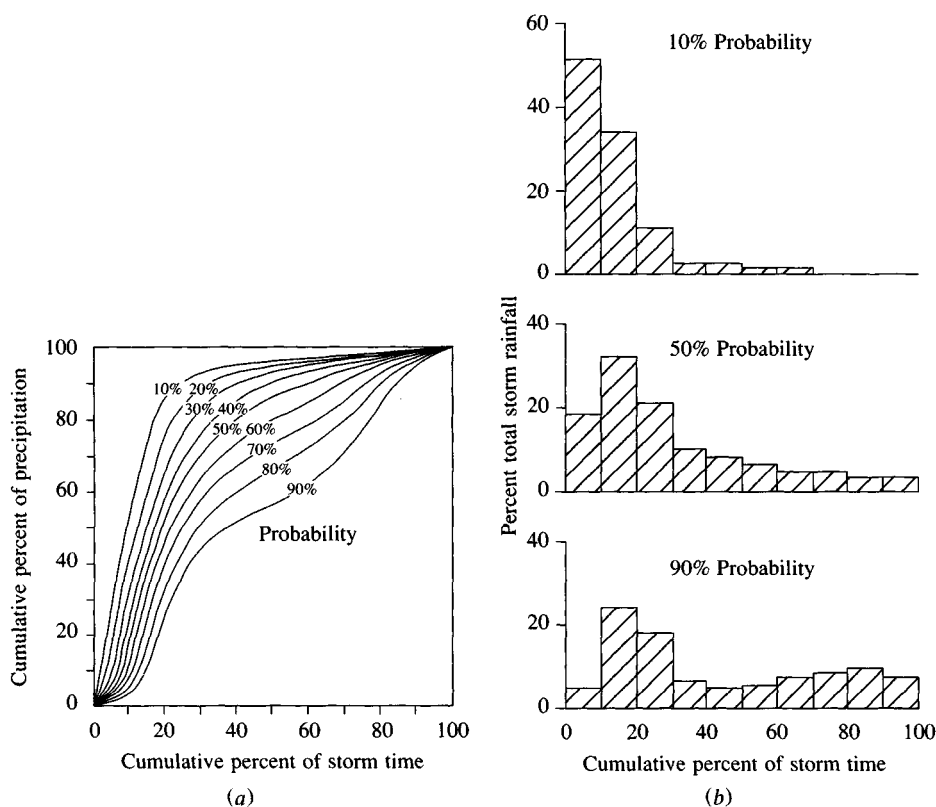 100
80
60
40
20
0
0 20 40 60 80 100
10% 20%
30% 40%
50% 60%
70%
80%
90%
Probability
Cumulative percent of precipitation
Cumulative percent of storm time
(a)
60
40
20
0
10% Probability
40
20
0
50% Probability
40
20
0
90% Probability
Percent total storm rainfall
0 20 40 60 80 100
Cumulative percent of storm time
(b)